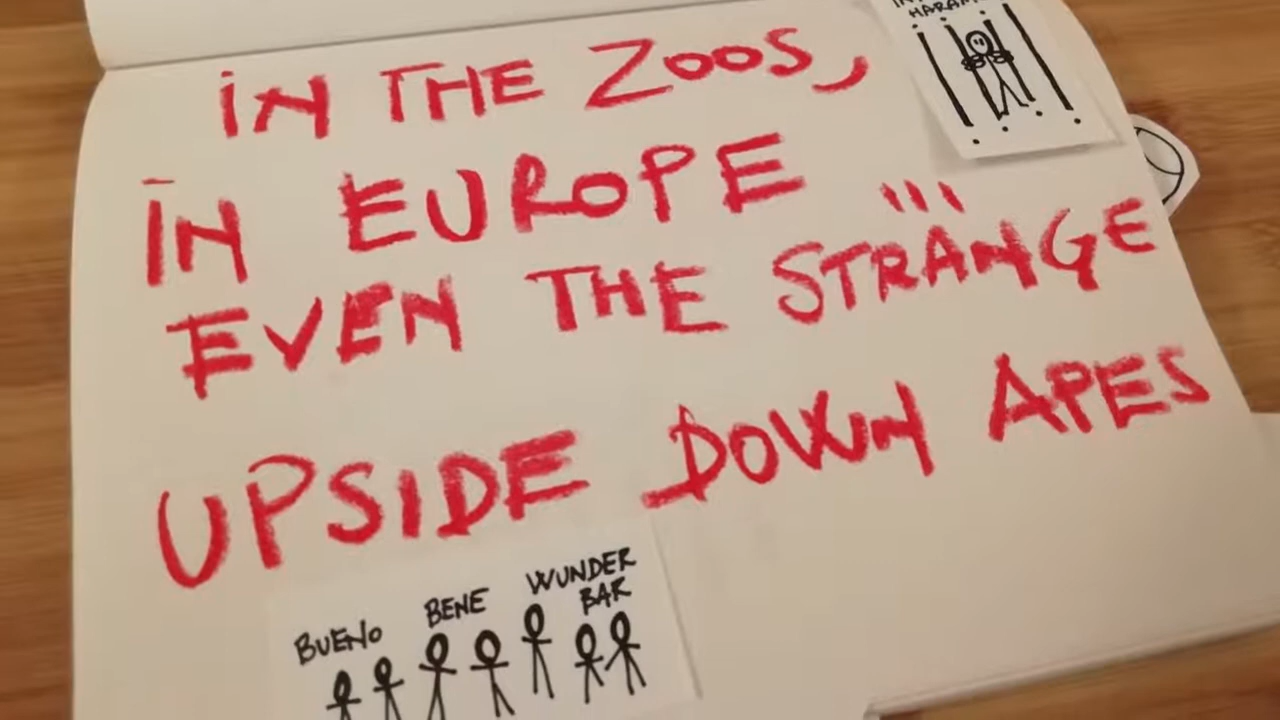 iN THE ZOOS,
IN EUROPE
EVEN THE STRANGE
UPSIDE DOWN APES
BUENO
BENE
WUNDER
BAR